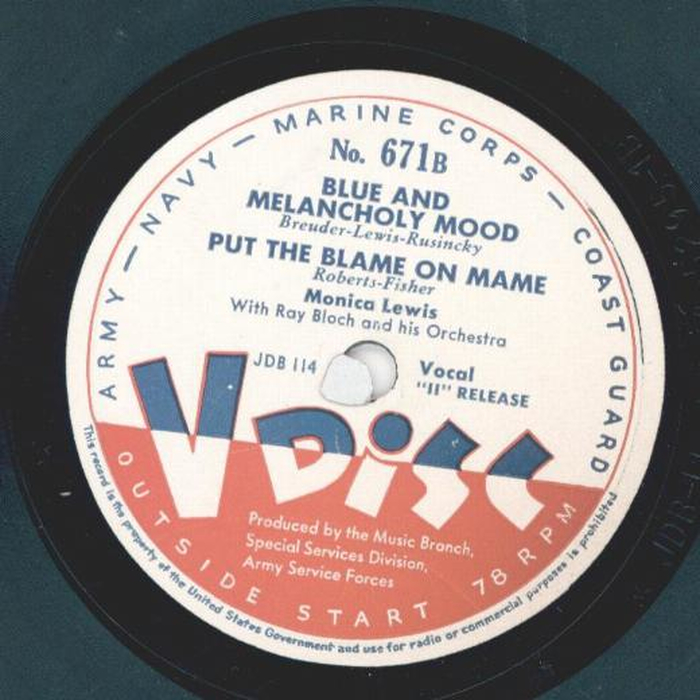 ARMY — NAVY — MARINE CORPS — COAST GUARD
No. 671B
BLUE AND
MELANCHOLY MOOD
Breuder-Lewis-Rusincky
PUT THE BLAME ON MAME
Roberts-Fisher
Monica Lewis
With Ray Bloch and his Orchestra
JDB 114
Vocal
"II" RELEASE
V DISC
Produced by the Music Branch,
Special Services Division,
Army Service Forces
OUTSIDE START 78 RPM
This record is the property of the United States Government and use for radio or commercial purposes is prohibited